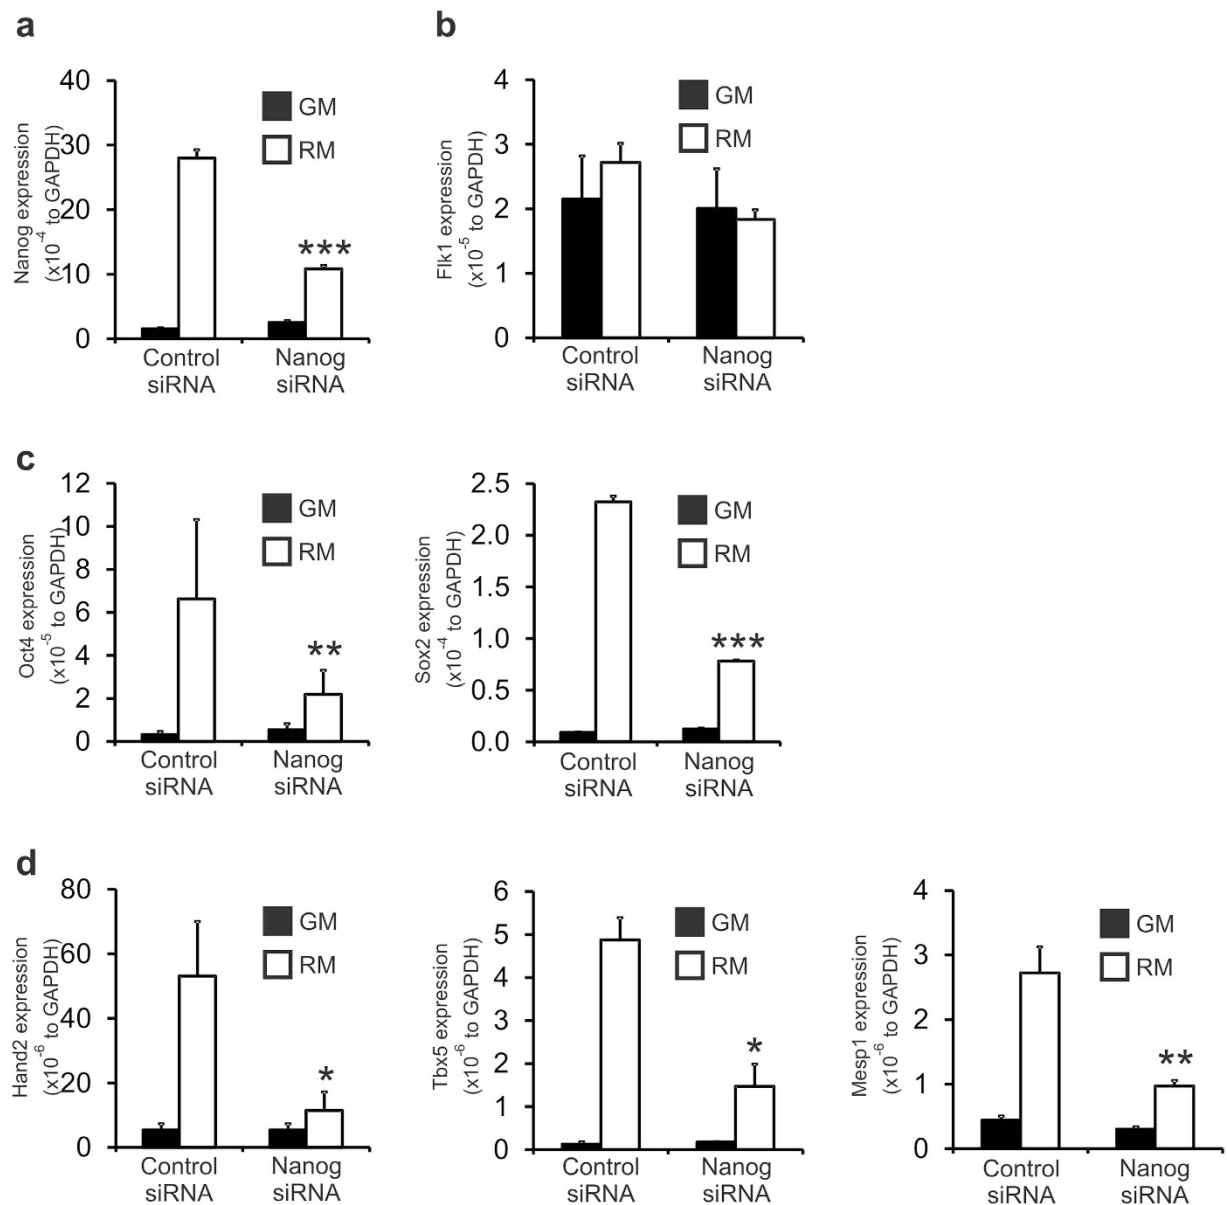 a
Nanog expression
(x10⁻⁴ to GAPDH)
40
30
20
10
0
GM
RM
***
Control
siRNA
Nanog
siRNA
b
Flk1 expression
(x10⁻⁵ to GAPDH)
4
3
2
1
0
GM
RM
Control
siRNA
Nanog
siRNA
c
Oct4 expression
(x10⁻⁵ to GAPDH)
12
10
8
6
4
2
0
GM
RM
**
Control
siRNA
Nanog
siRNA
Sox2 expression
(x10⁻⁴ to GAPDH)
2.5
2.0
1.5
1.0
0.5
0.0
GM
RM
***
Control
siRNA
Nanog
siRNA
d
Hand2 expression
(x10⁻⁶ to GAPDH)
80
60
40
20
0
GM
RM
*
Control
siRNA
Nanog
siRNA
Tbx5 expression
(x10⁻⁶ to GAPDH)
6
5
4
3
2
1
0
GM
RM
*
Control
siRNA
Nanog
siRNA
Mesp1 expression
(x10⁻⁶ to GAPDH)
4
3
2
1
0
GM
RM
**
Control
siRNA
Nanog
siRNA